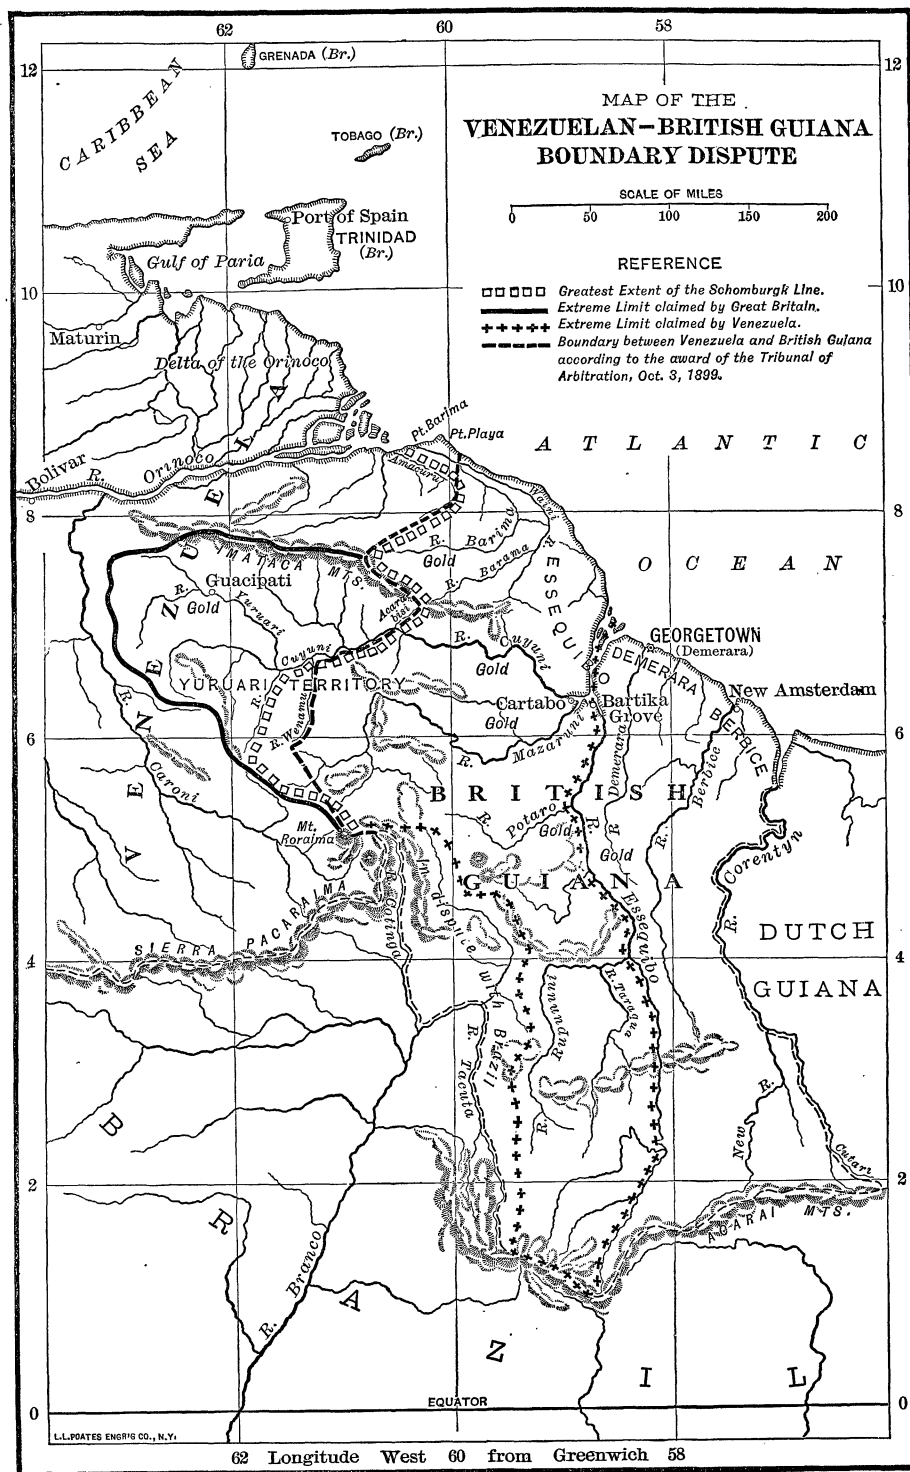 62 60 58
12 12
GRENADA (Br.)
CARIBBEAN
SEA
TOBAGO (Br.)
MAP OF THE
VENEZUELAN–BRITISH GUIANA
BOUNDARY DISPUTE
SCALE OF MILES
0 50 100 150 200
Port of Spain
TRINIDAD
(Br.)
Gulf of Paria
REFERENCE
Greatest Extent of the Schomburgk Line.
Extreme Limit claimed by Great Britain.
Extreme Limit claimed by Venezuela.
Boundary between Venezuela and British Guiana
according to the award of the Tribunal of
Arbitration, Oct. 3, 1899.
10 10
Maturin
Delta of the Orinoco
Pt.Barima
Pt.Playa
ATLANTIC
OCEAN
Bolivar
R. Orinoco
Amacuru
8 8
VENEZUELA
IMATACA MTS.
R. Barima
Gold
R. Barama
R. Waini
ESSEQUIBO
Guacipati
R. Yuruari
Gold
Acarabisi
Cuyuni
R. Cuyuni
Gold
GEORGETOWN
(Demerara)
DEMERARA
YURUARI TERRITORY
R. Wenamu
R.
Cartabo
Gold
Bartika
Grove
New Amsterdam
BERBICE
R. Mazaruni
6 6
R. Caroni
Demerara R
R. Berbice
BRITISH
GUIANA
R. Potaro
Gold
R. Essequibo
Gold
Mt.
Roraima
R. Corentyn
SIERRA PACARAIMA
R. Cotinga
In dispute with Brazil
DUTCH
GUIANA
4
Rupununi
R.
R. Tacuta
New R.
Cutari
2 2
ACARAI MTS.
BRAZIL
R. Branco
EQUATOR
0 0
L.L.POATES ENGR'G CO., N.Y.
62 Longitude West 60 from Greenwich 58